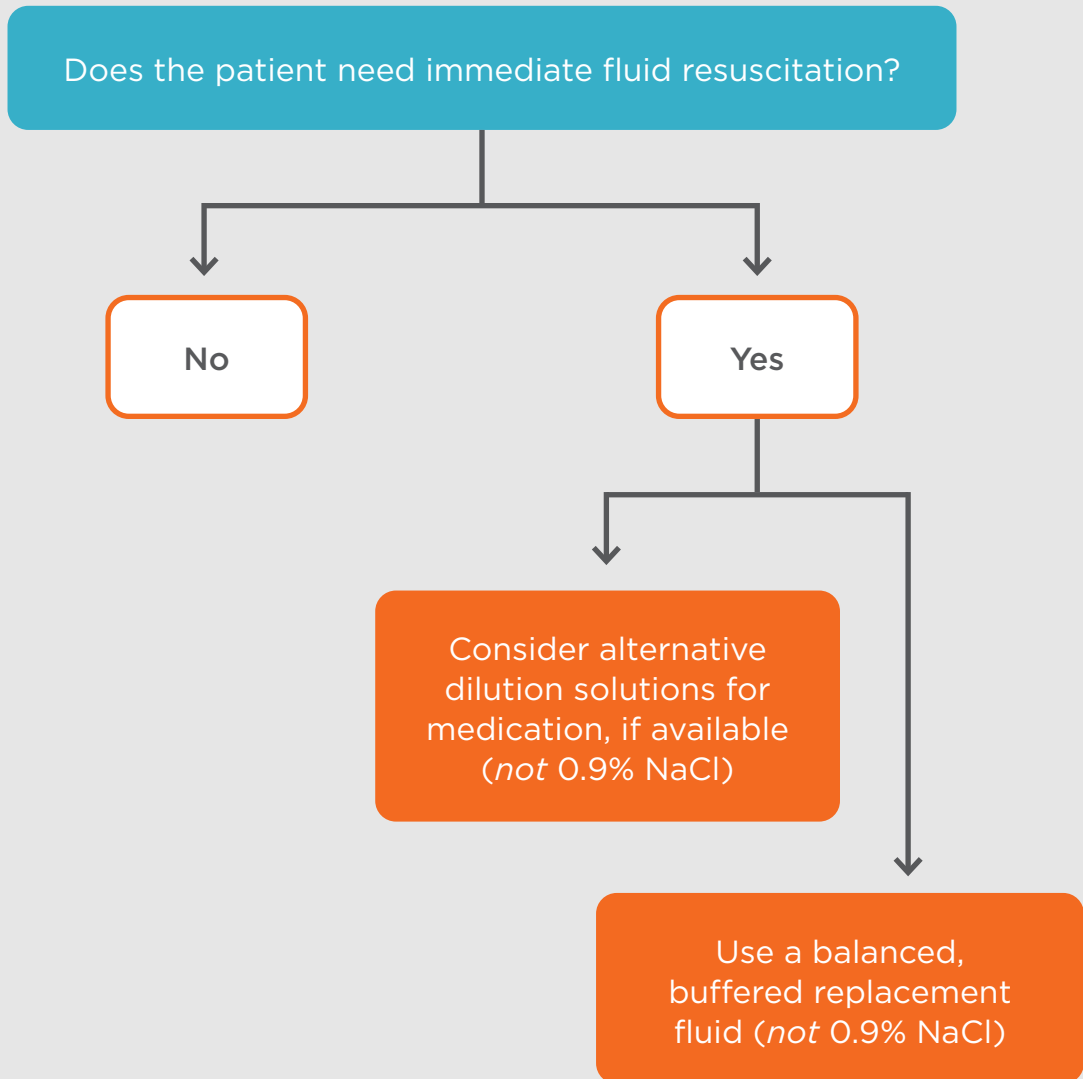 Does the patient need immediate fluid resuscitation?
No
Yes
Consider alternative
dilution solutions for
medication, if available
(not 0.9% NaCl)
Use a balanced,
buffered replacement
fluid (not 0.9% NaCl)